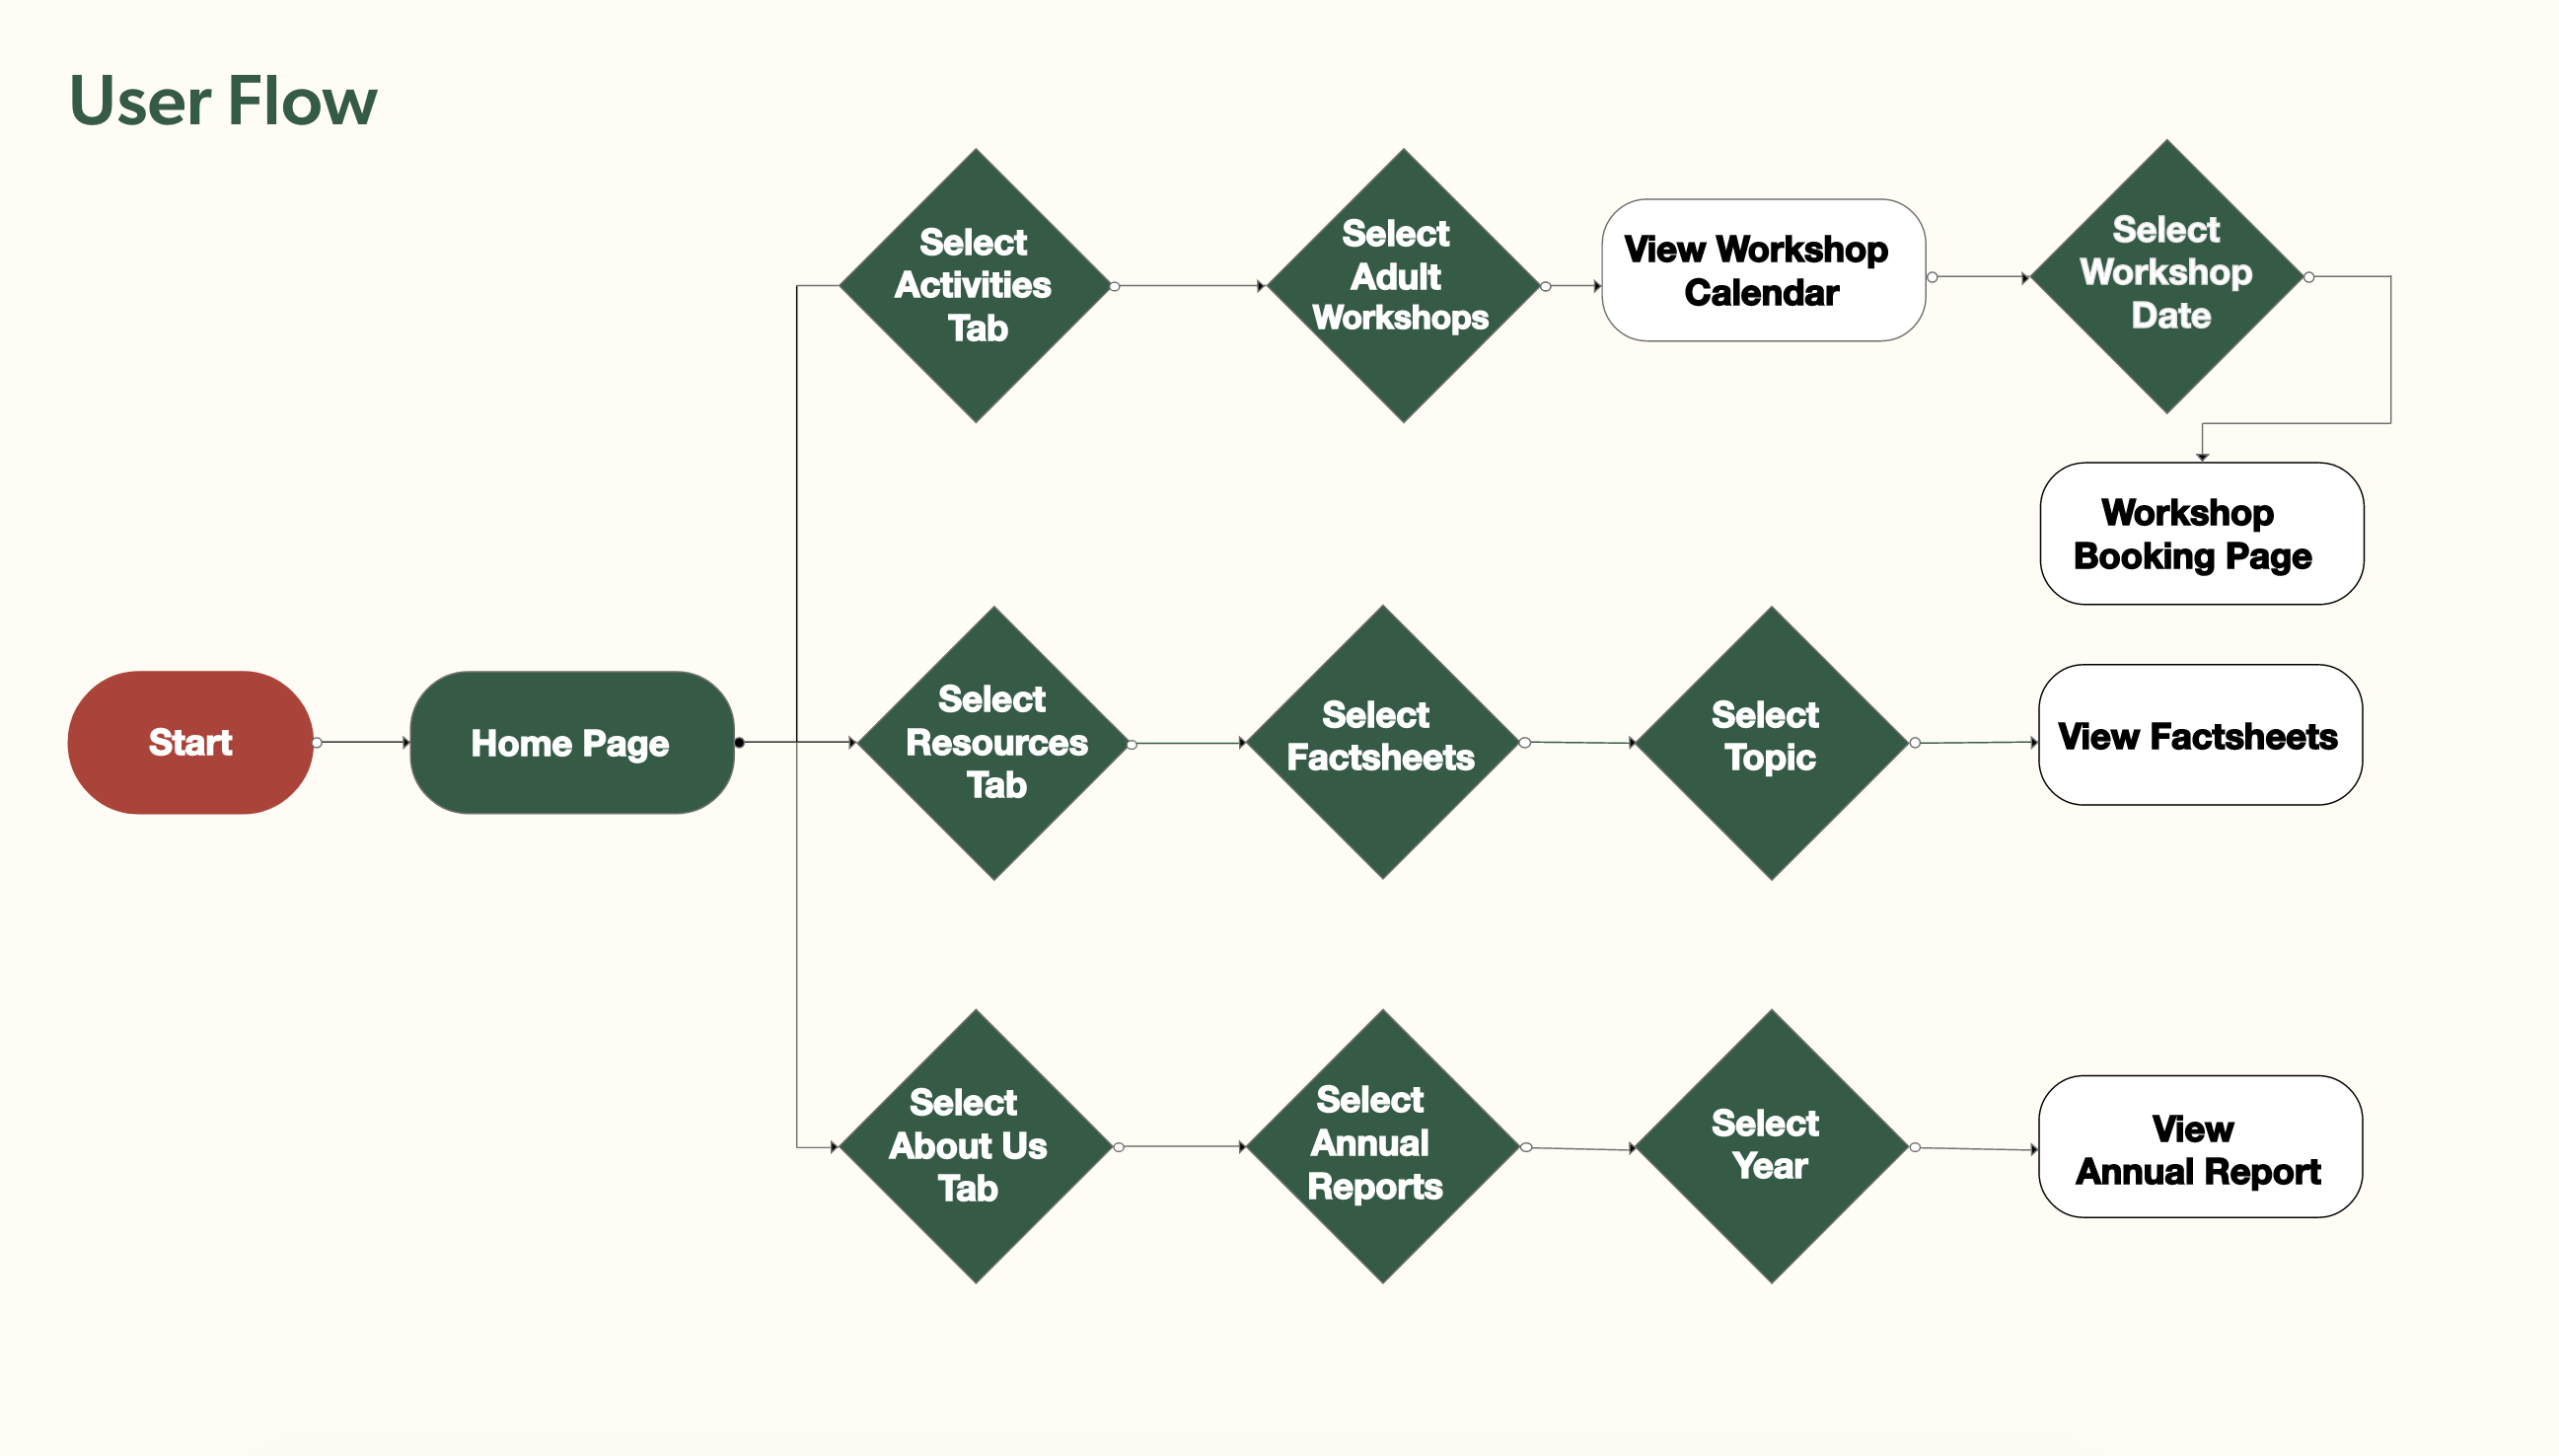 User Flow
Select
Activities
Tab
Select
Adult
Workshops
View Workshop
Calendar
Select
Workshop
Date
Workshop
Booking Page
Start
Home Page
Select
Resources
Tab
Select
Factsheets
Select
Topic
View Factsheets
Select
About Us
Tab
Select
Annual
Reports
Select
Year
View
Annual Report